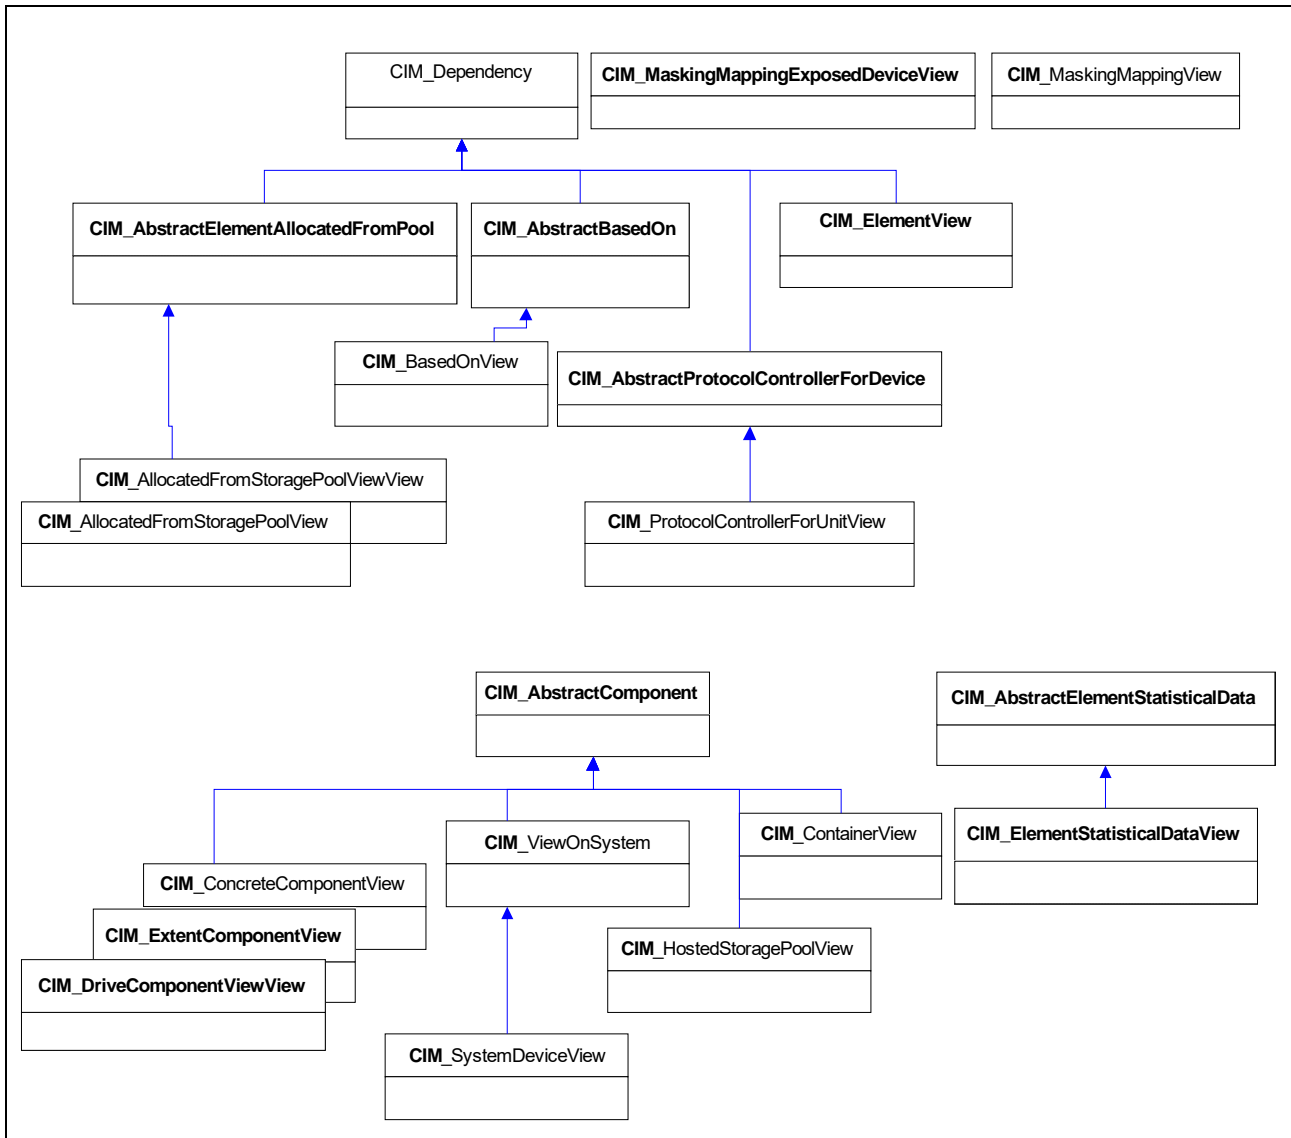 CIM_Dependency
CIM_MaskingMappingExposedDeviceView
CIM_MaskingMappingView
CIM_AbstractElementAllocatedFromPool
CIM_AbstractBasedOn
CIM_ElementView
CIM_BasedOnView
CIM_AbstractProtocolControllerForDevice
CIM_AllocatedFromStoragePoolViewView
CIM_AllocatedFromStoragePoolView
CIM_ProtocolControllerForUnitView
CIM_AbstractComponent
CIM_AbstractElementStatisticalData
CIM_ViewOnSystem
CIM_ContainerView
CIM_ElementStatisticalDataView
CIM_ConcreteComponentView
CIM_ExtentComponentView
CIM_HostedStoragePoolView
CIM_DriveComponentViewView
CIM_SystemDeviceView